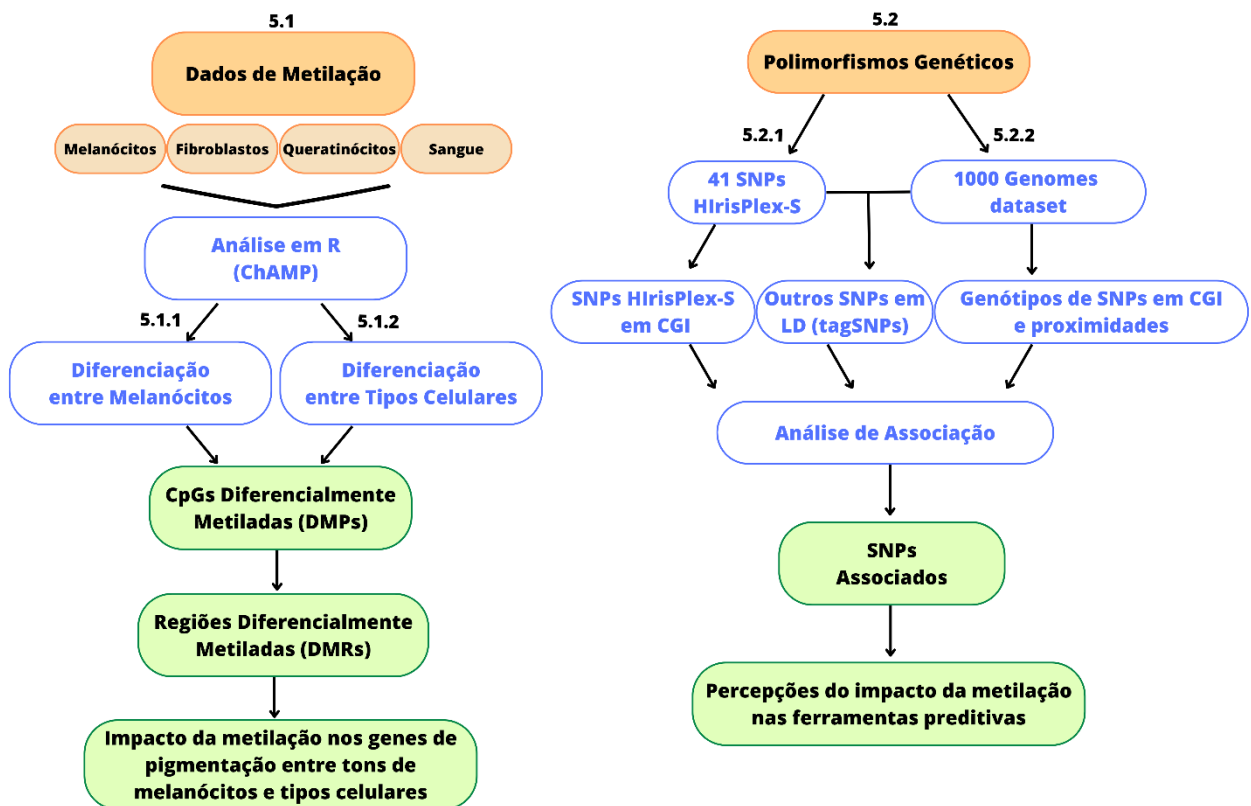 5.1
Dados de Metilação
Melanócitos
Fibroblastos
Queratinócitos
Sangue
Análise em R
(ChAMP)
5.1.1
5.1.2
Diferenciação
entre Melanócitos
Diferenciação
entre Tipos Celulares
CpGs Diferencialmente
Metiladas (DMPs)
Regiões Diferencialmente
Metiladas (DMRs)
Impacto da metilação nos genes de
pigmentação entre tons de
melanócitos e tipos celulares
5.2
Polimorfismos Genéticos
5.2.1
5.2.2
41 SNPs
HIrisPlex-S
1000 Genomes
dataset
SNPs HIrisPlex-S
em CGI
Outros SNPs em
LD (tagSNPs)
Genótipos de SNPs em CGI
e proximidades
Análise de Associação
SNPs
Associados
Percepções do impacto da metilação
nas ferramentas preditivas